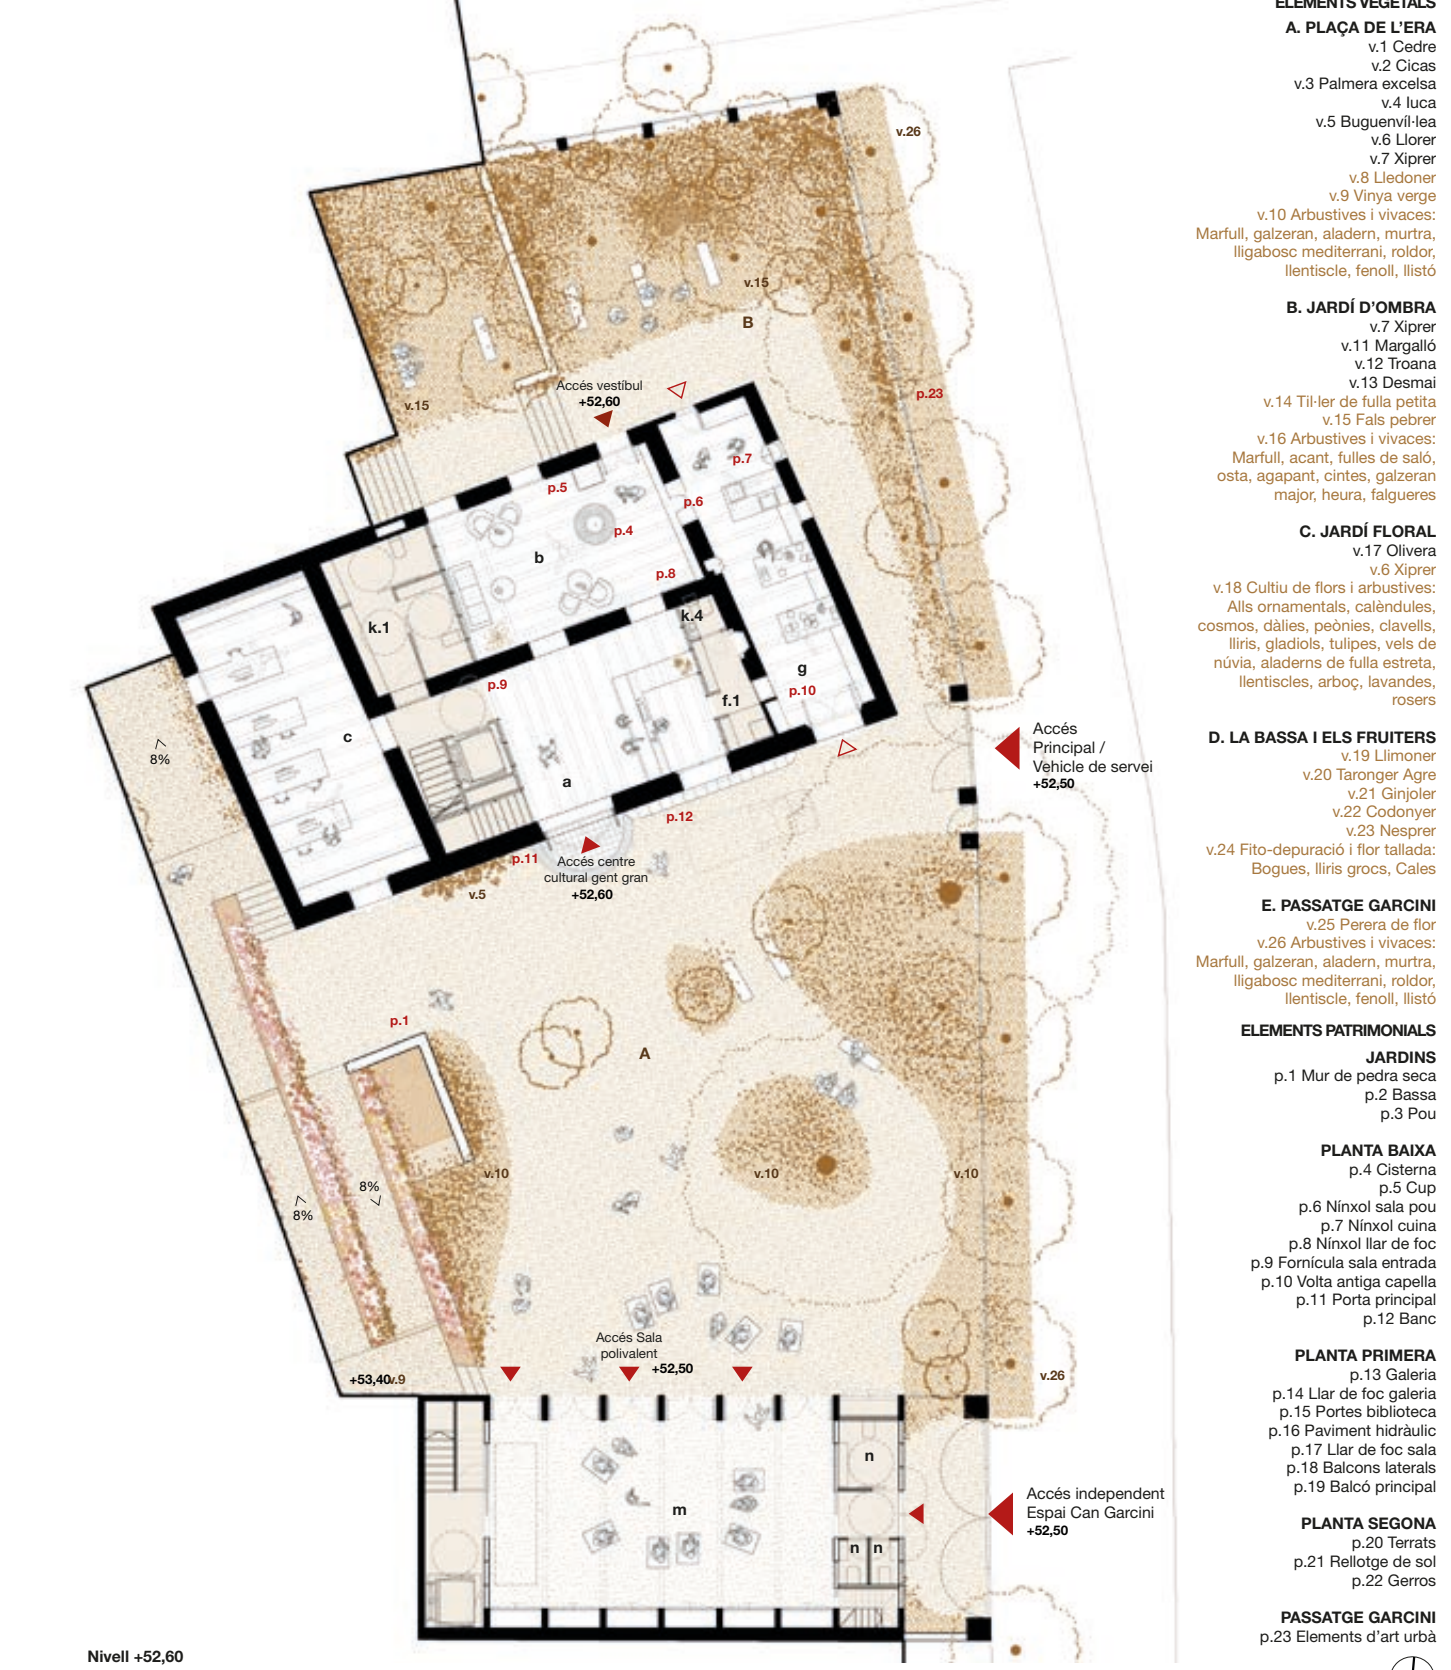 v.26
v.15
B
v.15
Accés vestíbul
+52,60
p.23
p.7
p.5
p.6
p.4
b
p.8
k.4
k.1
g
p.9
p.10
f.1
c
8%
a
Accés
Principal /
Vehicle de servei
+52,50
p.12
p.11
Accés centre
cultural gent gran
+52,60
v.5
p.1
A
v.10
v.10
v.10
8%
8%
Accés Sala
polivalent
+52,50
+53,40
v.9
v.26
n
m
Accés independent
Espai Can Garcini
+52,50
n n
Nivell +52,60
ELEMENTS VEGETALS
A. PLAÇA DE L'ERA
v.1 Cedre
v.2 Cicas
v.3 Palmera excelsa
v.4 Iuca
v.5 Buguenvíl·lea
v.6 Llorer
v.7 Xiprer
v.8 Lledoner
v.9 Vinya verge
v.10 Arbustives i vivaces:
Marfull, galzeran, aladern, murtra,
lligabosc mediterrani, roldor,
llentiscle, fenoll, llistó
B. JARDÍ D'OMBRA
v.7 Xiprer
v.11 Margalló
v.12 Troana
v.13 Desmai
v.14 Til·ler de fulla petita
v.15 Fals pebrer
v.16 Arbustives i vivaces:
Marfull, acant, fulles de saló,
osta, agapant, cintes, galzeran
major, heura, falgueres
C. JARDÍ FLORAL
v.17 Olivera
v.6 Xiprer
v.18 Cultiu de flors i arbustives:
Alls ornamentals, calèndules,
cosmos, dàlies, peònies, clavells,
lliris, gladiols, tulipes, vels de
núvia, aladerns de fulla estreta,
llentiscles, arboç, lavandes,
rosers
D. LA BASSA I ELS FRUITERS
v.19 Llimoner
v.20 Taronger Agre
v.21 Ginjoler
v.22 Codonyer
v.23 Nesprer
v.24 Fito-depuració i flor tallada:
Bogues, lliris grocs, Cales
E. PASSATGE GARCINI
v.25 Perera de flor
v.26 Arbustives i vivaces:
Marfull, galzeran, aladern, murtra,
lligabosc mediterrani, roldor,
llentiscle, fenoll, llistó
ELEMENTS PATRIMONIALS
JARDINS
p.1 Mur de pedra seca
p.2 Bassa
p.3 Pou
PLANTA BAIXA
p.4 Cisterna
p.5 Cup
p.6 Nínxol sala pou
p.7 Nínxol cuina
p.8 Nínxol llar de foc
p.9 Fornícula sala entrada
p.10 Volta antiga capella
p.11 Porta principal
p.12 Banc
PLANTA PRIMERA
p.13 Galeria
p.14 Llar de foc galeria
p.15 Portes biblioteca
p.16 Paviment hidràulic
p.17 Llar de foc sala
p.18 Balcons laterals
p.19 Balcó principal
PLANTA SEGONA
p.20 Terrats
p.21 Rellotge de sol
p.22 Gerros
PASSATGE GARCINI
p.23 Elements d'art urbà